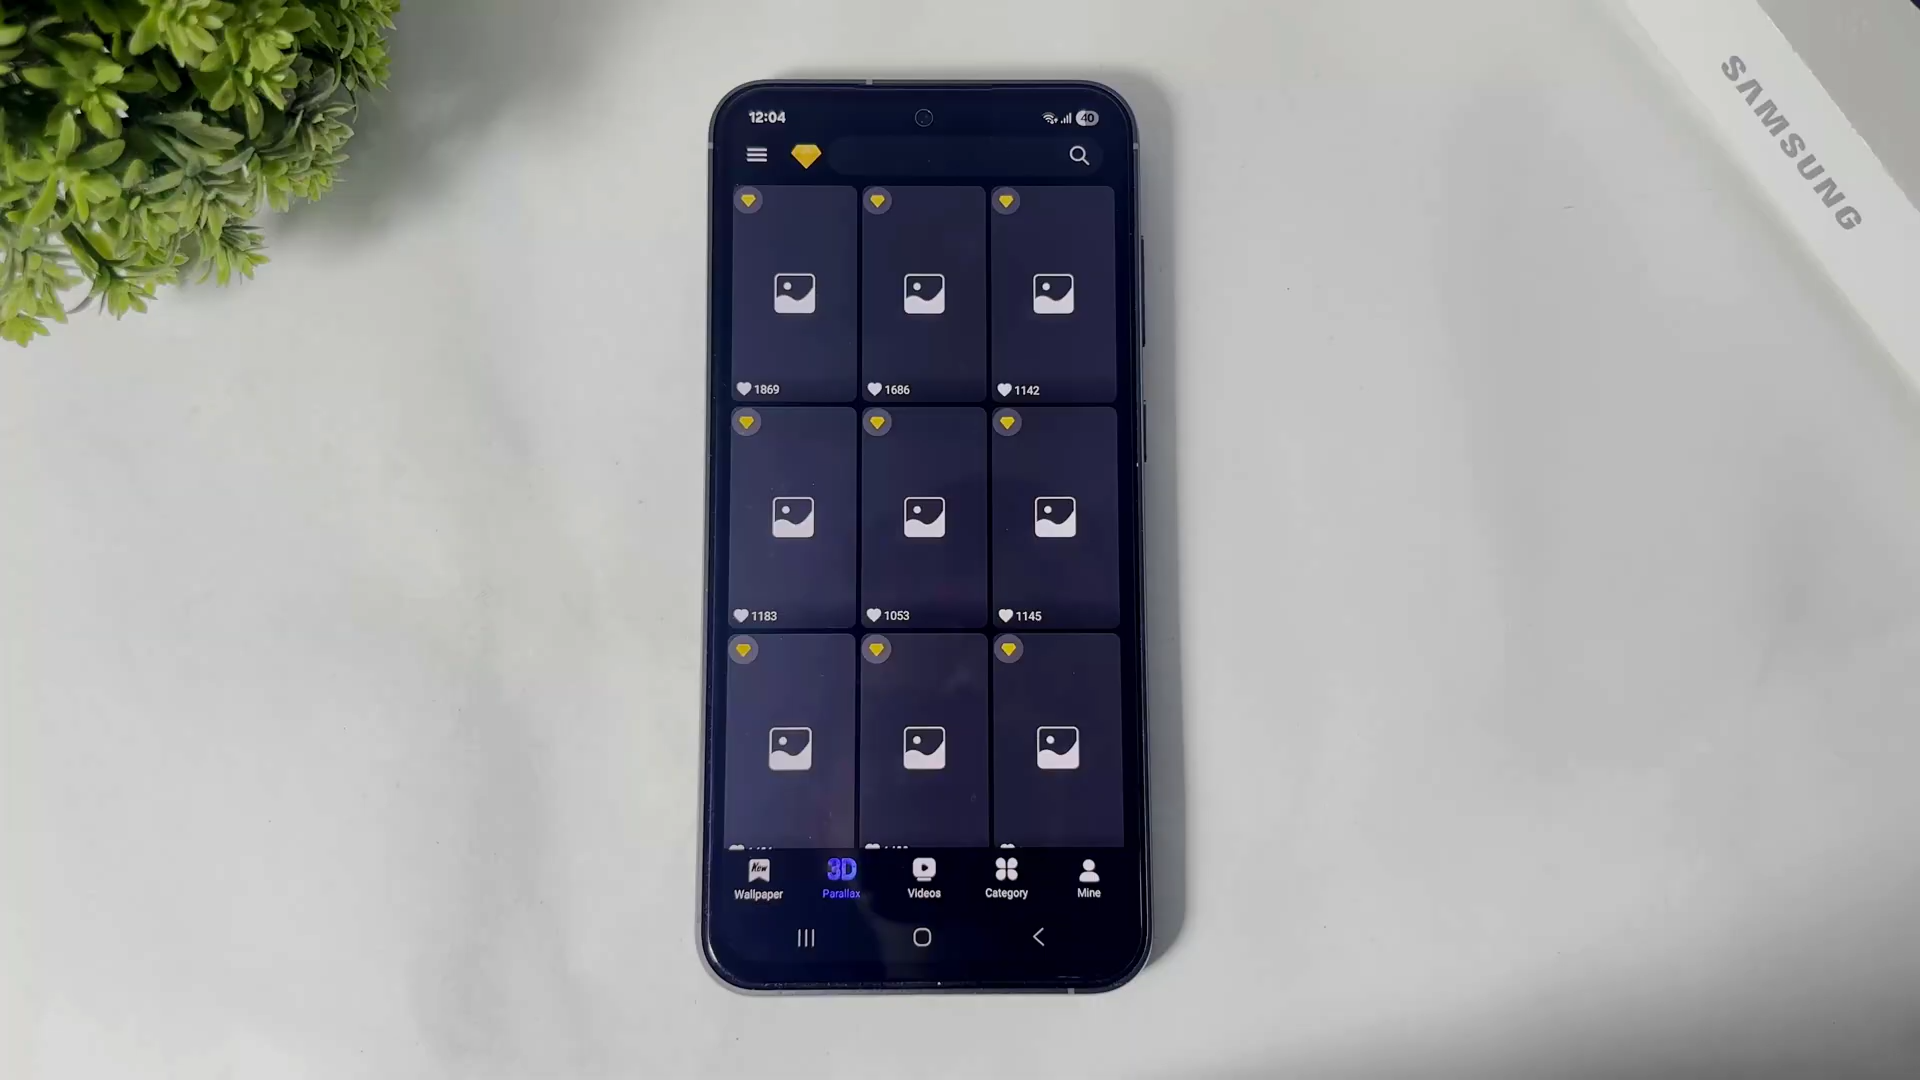 12:04
40
1869
1686
1142
1183
1053
1145
New
3D
Wallpaper
Parallax
Videos
Category
Mine
SAMSUNG